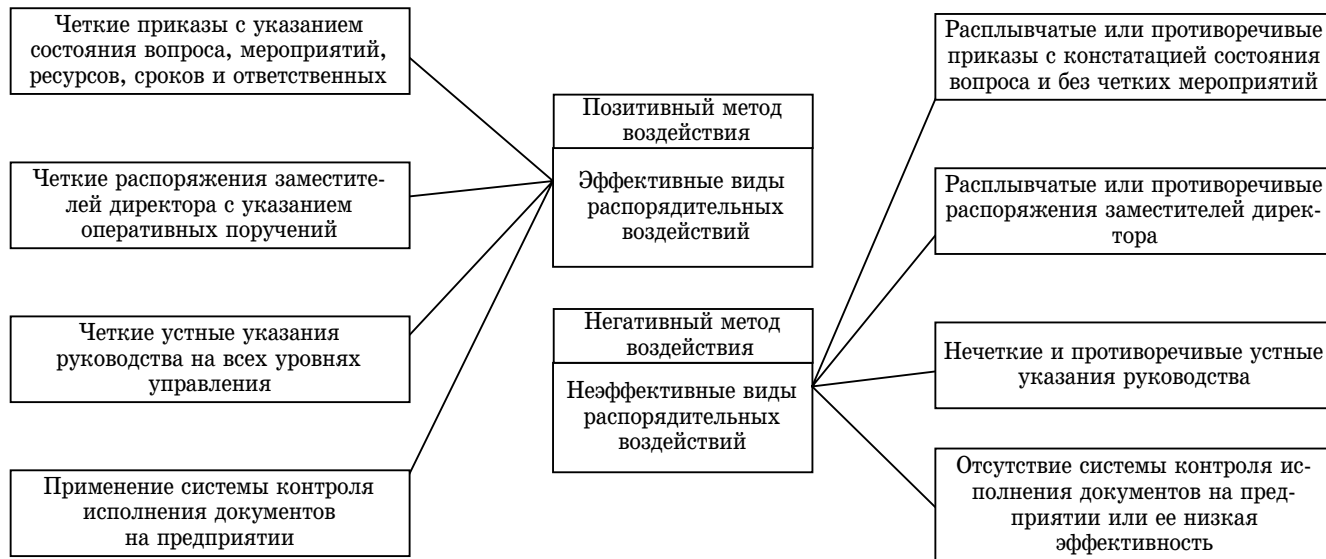 Четкие приказы с указанием
состояния вопроса, мероприятий,
ресурсов, сроков и ответственных
Четкие распоряжения заместите-
лей директора с указанием
оперативных поручений
Четкие устные указания
руководства на всех уровнях
управления
Применение системы контроля
исполнения документов
на предприятии
Позитивный метод
воздействия
Эффективные виды
распорядительных
воздействий
Негативный метод
воздействия
Неэффективные виды
распорядительных
воздействий
Расплывчатые или противоречивые
приказы с констатацией состояния
вопроса и без четких мероприятий
Расплывчатые или противоречивые
распоряжения заместителей дирек-
тора
Нечеткие и противоречивые устные
указания руководства
Отсутствие системы контроля ис-
полнения документов на пред-
приятии или ее низкая
эффективность